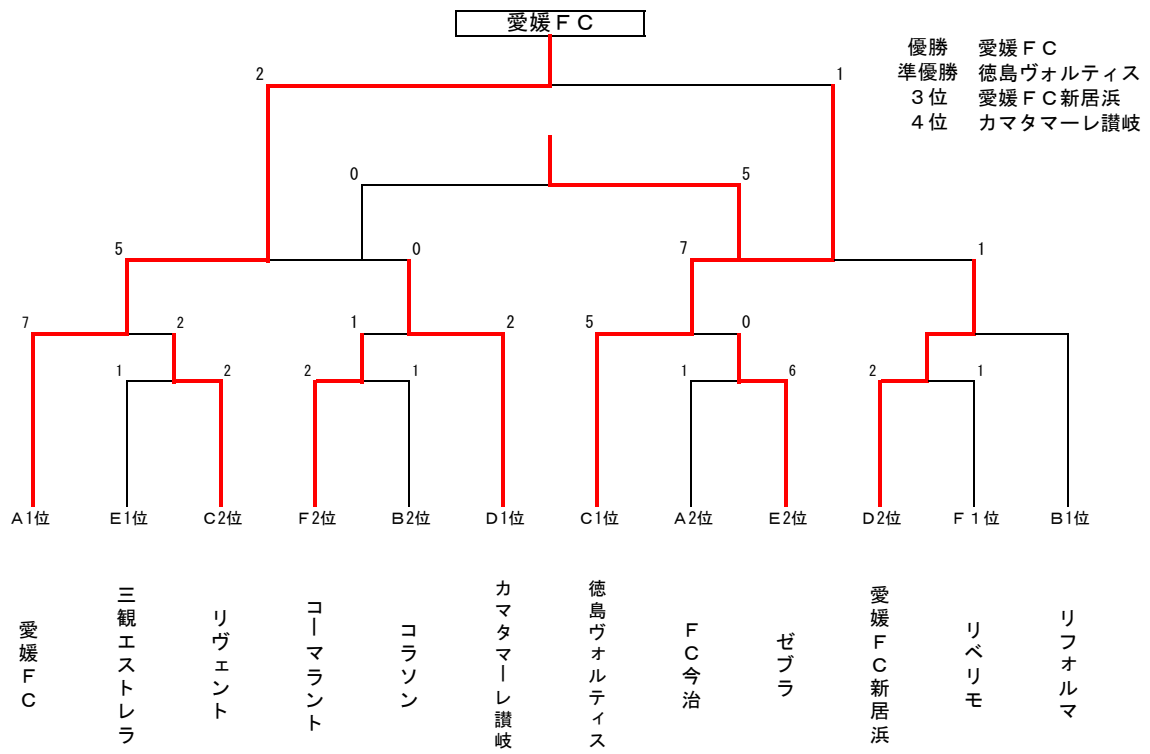 愛媛ＦＣ
優勝 愛媛ＦＣ
準優勝 徳島ヴォルティス
３位 愛媛ＦＣ新居浜
４位 カマタマーレ讃岐
2 1
0 5
5 0 7 1
7 2 1 2 5 0
1 2 2 1 1 6 2 1
Ａ1位 Ｅ1位 Ｃ2位 Ｆ2位 Ｂ2位 Ｄ1位 Ｃ1位 Ａ2位 Ｅ2位 Ｄ2位 Ｆ１位 Ｂ1位
愛媛ＦＣ
三観エストレラ
リヴェント
コーマラント
コラソン
カマタマーレ讃岐
徳島ヴォルティス
ＦＣ今治
ゼブラ
愛媛ＦＣ新居浜
リベリモ
リフォルマ